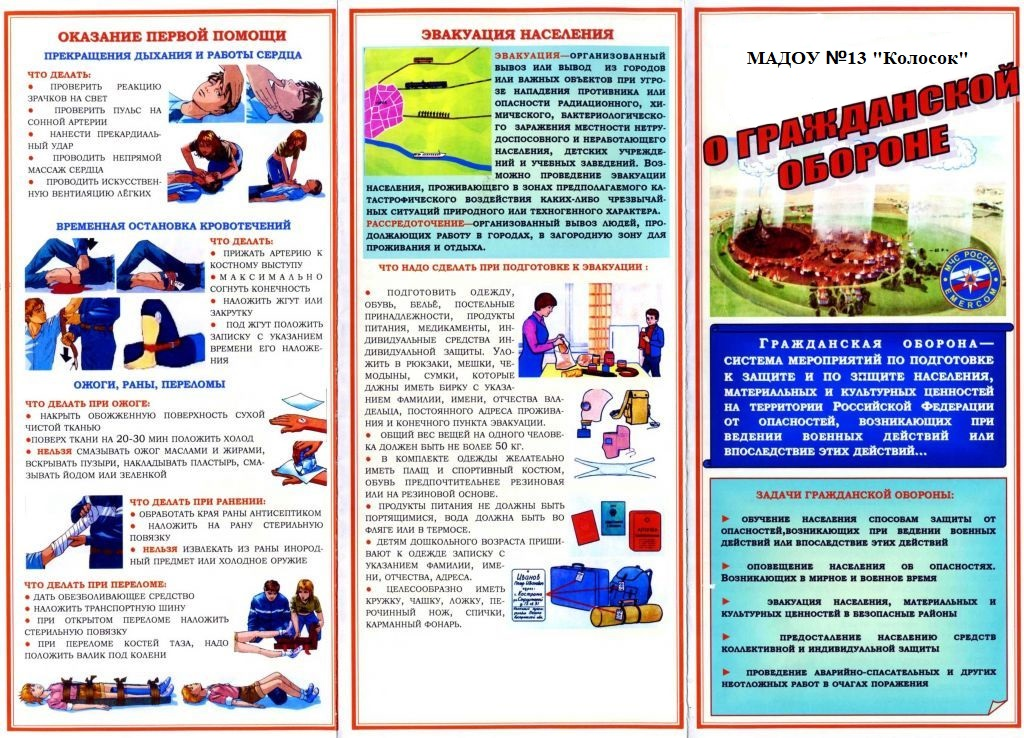 ОКАЗАНИЕ ПЕРВОЙ ПОМОЩИ
ПРЕКРАЩЕНИЯ ДЫХАНИЯ И РАБОТЫ СЕРДЦА
ЧТО ДЕЛАТЬ:
● ПРОВЕРИТЬ РЕАКЦИЮ
ЗРАЧКОВ НА СВЕТ
● ПРОВЕРИТЬ ПУЛЬС НА
СОННОЙ АРТЕРИИ
● НАНЕСТИ ПРЕКАРДИАЛЬ-
НЫЙ УДАР
● ПРОВОДИТЬ НЕПРЯМОЙ
МАССАЖ СЕРДЦА
● ПРОВОДИТЬ ИСКУССТВЕН-
НУЮ ВЕНТИЛЯЦИЮ ЛЁГКИХ
ВРЕМЕННАЯ ОСТАНОВКА КРОВОТЕЧЕНИЙ
ЧТО ДЕЛАТЬ:
● ПРИЖАТЬ АРТЕРИЮ К
КОСТНОМУ ВЫСТУПУ
● МАКСИМАЛЬНО
СОГНУТЬ КОНЕЧНОСТЬ
● НАЛОЖИТЬ ЖГУТ ИЛИ
ЗАКРУТКУ
● ПОД ЖГУТ ПОЛОЖИТЬ
ЗАПИСКУ С УКАЗАНИЕМ
ВРЕМЕНИ ЕГО НАЛОЖЕ-
НИЯ
ОЖОГИ, РАНЫ, ПЕРЕЛОМЫ
ЧТО ДЕЛАТЬ ПРИ ОЖОГЕ:
● НАКРЫТЬ ОБОЖЖЕННУЮ ПОВЕРХНОСТЬ СУХОЙ
ЧИСТОЙ ТКАНЬЮ
●ПОВЕРХ ТКАНИ НА 20-30 МИН ПОЛОЖИТЬ ХОЛОД
● НЕЛЬЗЯ СМАЗЫВАТЬ ОЖОГ МАСЛАМИ И ЖИРАМИ,
ВСКРЫВАТЬ ПУЗЫРИ, НАКЛАДЫВАТЬ ПЛАСТЫРЬ, СМА-
ЗЫВАТЬ ЙОДОМ ИЛИ ЗЕЛЕНКОЙ
ЧТО ДЕЛАТЬ ПРИ РАНЕНИИ:
● ОБРАБОТАТЬ КРАЯ РАНЫ АНТИСЕПТИКОМ
● НАЛОЖИТЬ НА РАНУ СТЕРИЛЬНУЮ
ПОВЯЗКУ
● НЕЛЬЗЯ ИЗВЛЕКАТЬ ИЗ РАНЫ ИНОРОД-
НЫЙ ПРЕДМЕТ ИЛИ ХОЛОДНОЕ ОРУЖИЕ
ЧТО ДЕЛАТЬ ПРИ ПЕРЕЛОМЕ:
● ДАТЬ ОБЕЗБОЛИВАЮЩЕЕ СРЕДСТВО
● НАЛОЖИТЬ ТРАНСПОРТНУЮ ШИНУ
● ПРИ ОТКРЫТОМ ПЕРЕЛОМЕ НАЛОЖИТЬ
СТЕРИЛЬНУЮ ПОВЯЗКУ
● ПРИ ПЕРЕЛОМЕ КОСТЕЙ ТАЗА, НАДО
ПОЛОЖИТЬ ВАЛИК ПОД КОЛЕНИ
ЭВАКУАЦИЯ НАСЕЛЕНИЯ
ЭВАКУАЦИЯ—ОРГАНИЗОВАННЫЙ
ВЫВОЗ ИЛИ ВЫВОД ИЗ ГОРОДОВ
ИЛИ ВАЖНЫХ ОБЪЕКТОВ ПРИ УГРО-
ЗЕ НАПАДЕНИЯ ПРОТИВНИКА ИЛИ
ОПАСНОСТИ РАДИАЦИОННОГО, ХИ-
МИЧЕСКОГО, БАКТЕРИОЛОГИЧЕСКО-
ГО ЗАРАЖЕНИЯ МЕСТНОСТИ НЕТРУ-
ДОСПОСОБНОГО И НЕРАБОТАЮЩЕГО
НАСЕЛЕНИЯ, ДЕТСКИХ УЧРЕЖДЕ-
НИЙ И УЧЕБНЫХ ЗАВЕДЕНИЙ. ВОЗ-
МОЖНО ПРОВЕДЕНИЕ ЭВАКУАЦИИ
НАСЕЛЕНИЯ, ПРОЖИВАЮЩЕГО В ЗОНАХ ПРЕДПОЛАГАЕМОГО КА-
ТАСТРОФИЧЕСКОГО ВОЗДЕЙСТВИЯ КАКИХ-ЛИБО ЧРЕЗВЫЧАЙ-
НЫХ СИТУАЦИЙ ПРИРОДНОГО ИЛИ ТЕХНОГЕННОГО ХАРАКТЕРА.
РАССРЕДОТОЧЕНИЕ—ОРГАНИЗОВАННЫЙ ВЫВОЗ ЛЮДЕЙ, ПРО-
ДОЛЖАЮЩИХ РАБОТУ В ГОРОДАХ, В ЗАГОРОДНУЮ ЗОНУ ДЛЯ
ПРОЖИВАНИЯ И ОТДЫХА.
ЧТО НАДО СДЕЛАТЬ ПРИ ПОДГОТОВКЕ К ЭВАКУАЦИИ :
● ПОДГОТОВИТЬ ОДЕЖДУ,
ОБУВЬ, БЕЛЬЁ, ПОСТЕЛЬНЫЕ
ПРИНАДЛЕЖНОСТИ, ПРОДУКТЫ
ПИТАНИЯ, МЕДИКАМЕНТЫ, ИН-
ДИВИДУАЛЬНЫЕ СРЕДСТВА ИН-
ДИВИДУАЛЬНОЙ ЗАЩИТЫ. УЛО-
ЖИТЬ В РЮКЗАКИ, МЕШКИ, ЧЕ-
МОДАНЫ, СУМКИ, КОТОРЫЕ
ДЛЖНЫ ИМЕТЬ БИРКУ С УКАЗА-
НИЕМ ФАМИЛИИ, ИМЕНИ, ОТЧЕСТВА ВЛА-
ДЕЛЬЦА, ПОСТОЯННОГО АДРЕСА ПРОЖИВА-
НИЯ И КОНЕЧНОГО ПУНКТА ЭВАКУАЦИИ.
● ОБЩИЙ ВЕС ВЕЩЕЙ НА ОДНОГО ЧЕЛОВЕ-
КА ДОЛЖЕН БЫТЬ НЕ БОЛЕЕ 50 КГ.
● В КОМПЛЕКТЕ ОДЕЖДЫ ЖЕЛАТЕЛЬНО
ИМЕТЬ ПЛАЩ И СПОРТИВНЫЙ КОСТЮМ,
ОБУВЬ ПРЕДПОЧТИТЕЛЬНЕЕ РЕЗИНОВАЯ
ИЛИ НА РЕЗИНОВОЙ ОСНОВЕ.
● ПРОДУКТЫ ПИТАНИЯ НЕ ДОЛЖНЫ БЫТЬ
ПОРТЯЩИМИСЯ, ВОДА ДОЛЖНА БЫТЬ ВО
ФЛЯГЕ ИЛИ В ТЕРМОСЕ.
● ДЕТЯМ ДОШКОЛЬНОГО ВОЗРАСТА ПРИШИ-
ВАЮТ К ОДЕЖДЕ ЗАПИСКУ С
УКАЗАНИЕМ ФАМИЛИИ, ИМЕ-
НИ, ОТЧЕСТВА, АДРЕСА.
● ЦЕЛЕСООБРАЗНО ИМЕТЬ
КРУЖКУ, ЧАШКУ, ЛОЖКУ, ПЕ-
РОЧИННЫЙ НОЖ, СПИЧКИ,
КАРМАННЫЙ ФОНАРЬ.
Иванов
МАДОУ №13 "Колосок"
О ГРАЖДАНСКОЙ
ОБОРОНЕ
МЧС РОССИИ
EMERCOM
ГРАЖДАНСКАЯ ОБОРОНА—
СИСТЕМА МЕРОПРИЯТИЙ ПО ПОДГОТОВКЕ
К ЗАЩИТЕ И ПО ЗАЩИТЕ НАСЕЛЕНИЯ,
МАТЕРИАЛЬНЫХ И КУЛЬТУРНЫХ ЦЕННОСТЕЙ
НА ТЕРРИТОРИИ РОССИЙСКОЙ ФЕДЕРАЦИИ
ОТ ОПАСНОСТЕЙ, ВОЗНИКАЮЩИХ ПРИ
ВЕДЕНИИ ВОЕННЫХ ДЕЙСТВИЙ ИЛИ
ВПОСЛЕДСТВИЕ ЭТИХ ДЕЙСТВИЙ...
ЗАДАЧИ ГРАЖДАНСКОЙ ОБОРОНЫ:
► ОБУЧЕНИЕ НАСЕЛЕНИЯ СПОСОБАМ ЗАЩИТЫ ОТ
ОПАСНОСТЕЙ,ВОЗНИКАЮЩИХ ПРИ ВЕДЕНИИ ВОЕННЫХ
ДЕЙСТВИЙ ИЛИ ВПОСЛЕДСТВИЕ ЭТИХ ДЕЙСТВИЙ
► ОПОВЕЩЕНИЕ НАСЕЛЕНИЯ ОБ ОПАСНОСТЯХ.
ВОЗНИКАЮЩИХ В МИРНОЕ И ВОЕННОЕ ВРЕМЯ
► ЭВАКУАЦИЯ НАСЕЛЕНИЯ, МАТЕРИАЛЬНЫХ И
КУЛЬТУРНЫХ ЦЕННОСТЕЙ В БЕЗОПАСНЫЕ РАЙОНЫ
► ПРЕДОСТАЛЕНИЕ НАСЕЛЕНИЮ СРЕДСТВ
КОЛЛЕКТИВНОЙ И ИНДИВИДУАЛЬНОЙ ЗАЩИТЫ
► ПРОВЕДЕНИЕ АВАРИЙНО-СПАСАТЕЛЬНЫХ И ДРУГИХ
НЕОТЛОЖНЫХ РАБОТ В ОЧАГАХ ПОРАЖЕНИЯ